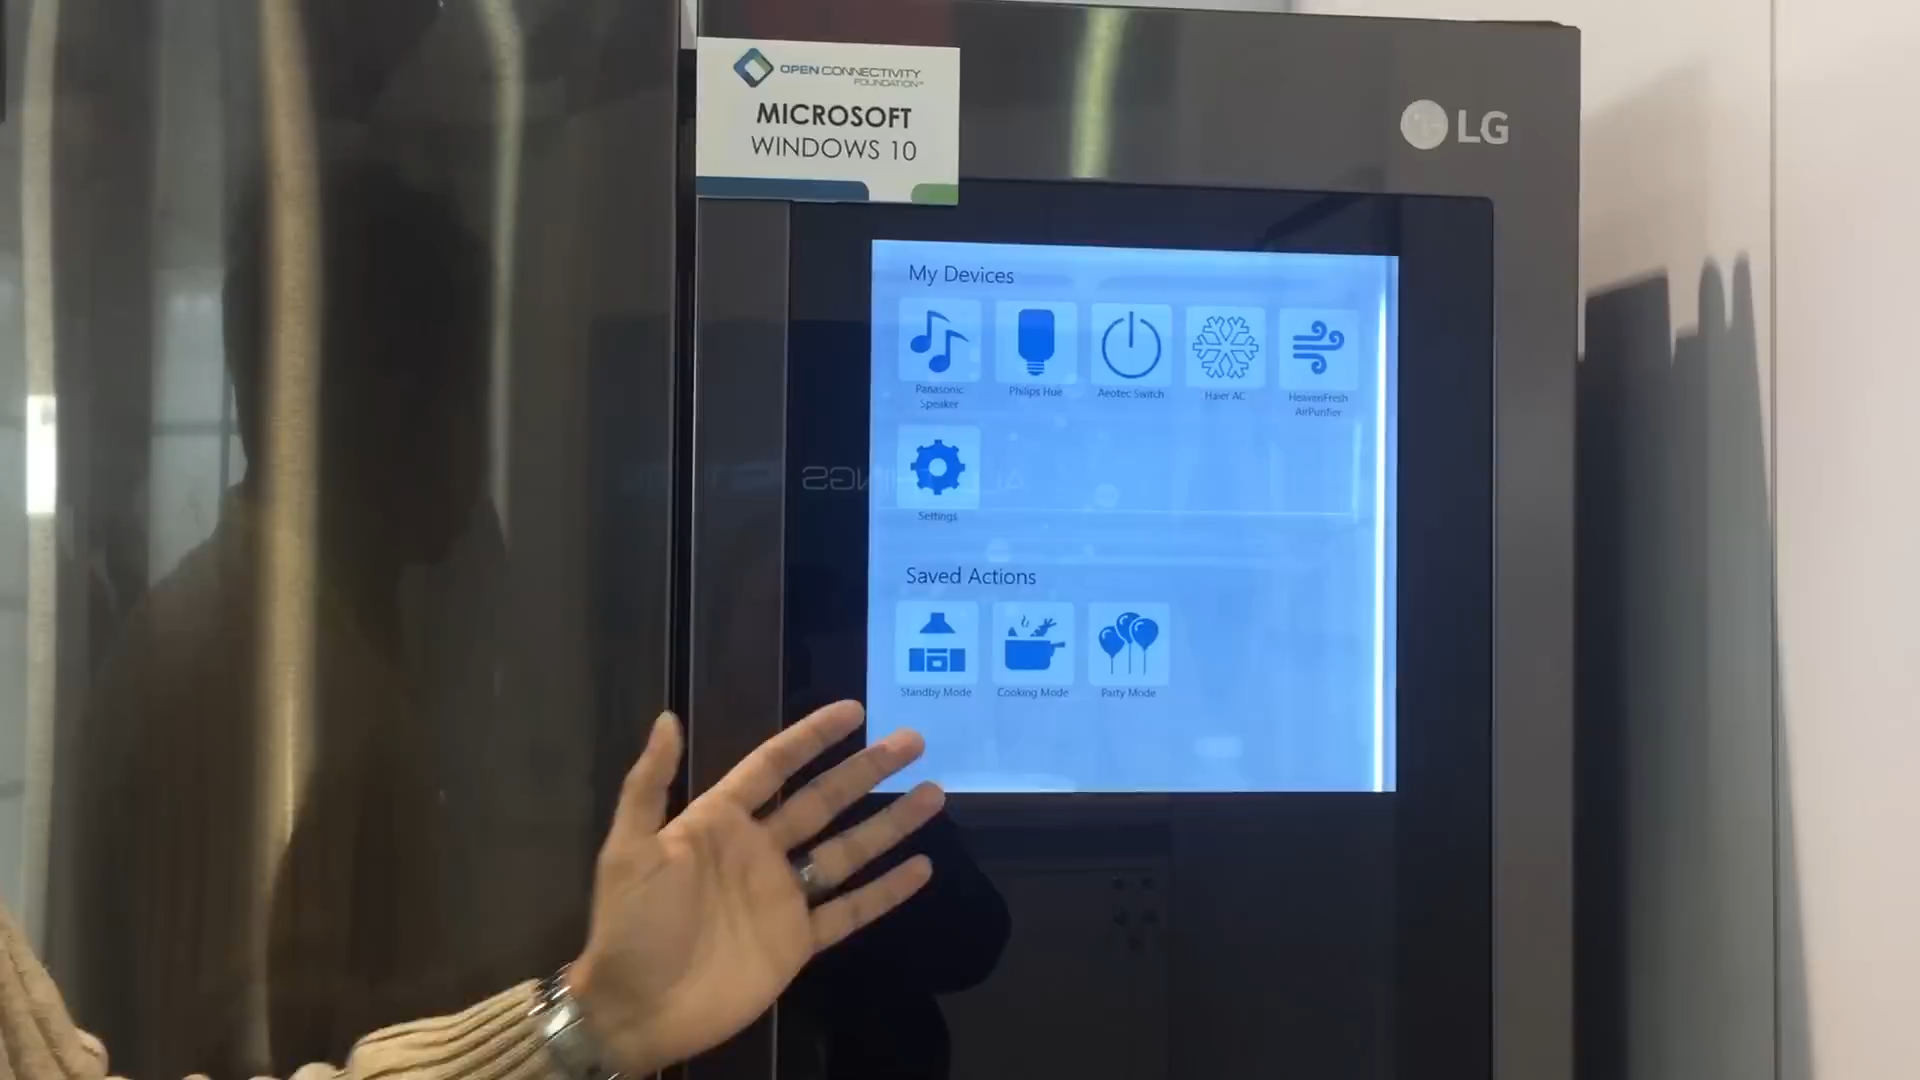 OPEN CONNECTIVITY
FOUNDATION
MICROSOFT
WINDOWS 10
LG
My Devices
Panasonic
Speaker
Philips Hue
Aeotec Switch
Haier AC
HeavenFresh
AirPurifier
Settings
Saved Actions
Standby Mode
Cooking Mode
Party Mode